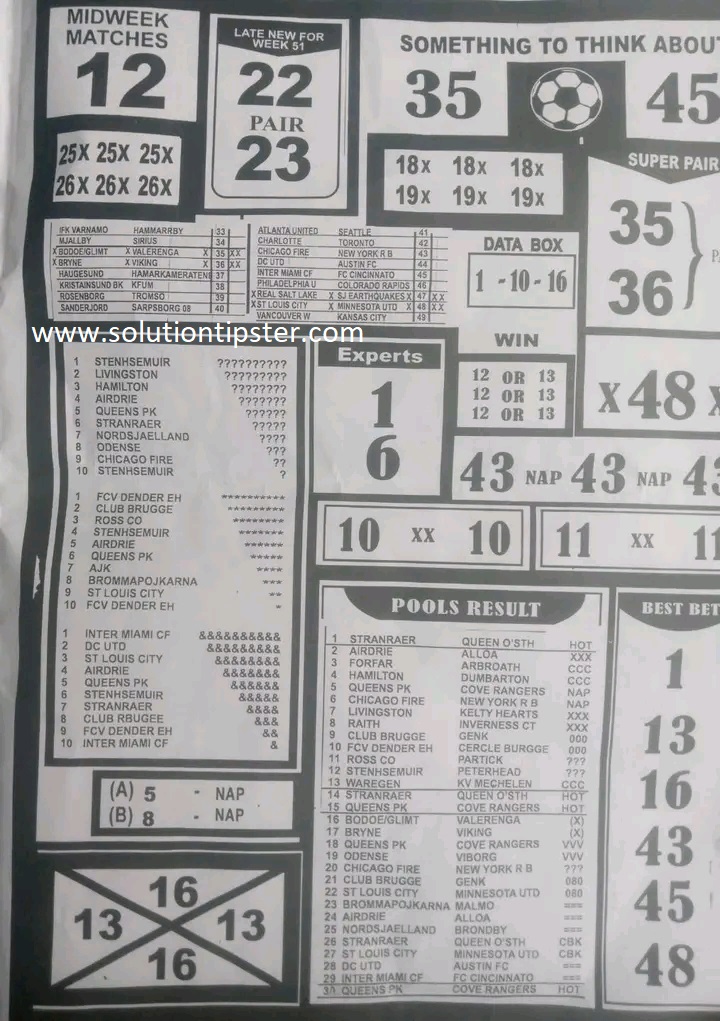 MIDWEEK
MATCHES
12
LATE NEW FOR
WEEK 51
22
PAIR
23
SOMETHING TO THINK ABOU
35 45
25X 25X 25X
26X 26X 26X
18X 18X 18X
19X 19X 19X
SUPER PAIR
35
36
P
IFK VARNAMO HAMMARRBY 33
MJALLBY SIRIUS 34
X BODOE/GLIMT X VALERENGA X 35 XX
X BRYNE X VIKING X 36 XX
HAUGESUND HAMARKAMERATENE 37
KRISTAINSUND BK KFUM 38
ROSENBORG TROMSO 39
SANDERJORD SARPSBORG 08 40
ATLANTA UNITED SEATTLE 41
CHARLOTTE TORONTO 42
CHICAGO FIRE NEW YORK R B 43
DC UTD AUSTIN FC 44
INTER MIAMI CF FC CINCINNATO 45
PHILADELPHIA U COLORADO RAPIDS 46
X REAL SALT LAKE X SJ EARTHQUAKES X 47 XX
X ST LOUIS CITY X MINNESOTA UTD X 48 XX
VANCOUVER W KANSAS CITY 49
DATA BOX
1 -10 -16
www.solutiontipster.com
WIN
12 OR 13
12 OR 13
12 OR 13
X 48 X
1 STENHSEMUIR ??????????
2 LIVINGSTON ?????????
3 HAMILTON ????????
4 AIRDRIE ???????
5 QUEENS PK ??????
6 STRANRAER ?????
7 NORDSJAELLAND ????
8 ODENSE ???
9 CHICAGO FIRE ??
10 STENHSEMUIR ?
Experts
1
6
43 NAP 43 NAP 43
10 XX 10
11 XX 11
1 FCV DENDER EH **********
2 CLUB BRUGGE *********
3 ROSS CO ********
4 STENHSEMUIR *******
5 AIRDRIE ******
6 QUEENS PK *****
7 AJK ****
8 BROMMAPOJKARNA ***
9 ST LOUIS CITY **
10 FCV DENDER EH *
1 INTER MIAMI CF &&&&&&&&&&
2 DC UTD &&&&&&&&&
3 ST LOUIS CITY &&&&&&&&
4 AIRDRIE &&&&&&&
5 QUEENS PK &&&&&&
6 STENHSEMUIR &&&&&
7 STRANRAER &&&&
8 CLUB RBUGEE &&&
9 FCV DENDER EH &&
10 INTER MIAMI CF &
(A) 5 - NAP
(B) 8 - NAP
16
13 13
16
POOLS RESULT
1 STRANRAER QUEEN O'STH HOT
2 AIRDRIE ALLOA XXX
3 FORFAR ARBROATH CCC
4 HAMILTON DUMBARTON CCC
5 QUEENS PK COVE RANGERS NAP
6 CHICAGO FIRE NEW YORK R B NAP
7 LIVINGSTON KELTY HEARTS XXX
8 RAITH INVERNESS CT XXX
9 CLUB BRUGGE GENK 000
10 FCV DENDER EH CERCLE BURGGE 000
11 ROSS CO PARTICK ???
12 STENHSEMUIR PETERHEAD ???
13 WAREGEN KV MECHELEN CCC
14 STRANRAER QUEEN O'STH HOT
15 QUEENS PK COVE RANGERS HOT
16 BODOE/GLIMT VALERENGA (X)
17 BRYNE VIKING (X)
18 QUEENS PK COVE RANGERS VVV
19 ODENSE VIBORG VVV
20 CHICAGO FIRE NEW YORK R B ???
21 CLUB BRUGGE GENK 080
22 ST LOUIS CITY MINNESOTA UTD 080
23 BROMMAPOJKARNA MALMO ===
24 AIRDRIE ALLOA ===
25 NORDSJAELLAND BRONDBY ===
26 STRANRAER QUEEN O'STH CBK
27 ST LOUIS CITY MINNESOTA UTD CBK
28 DC UTD AUSTIN FC ===
29 INTER MIAMI CF FC CINCINNATO ===
30 QUEENS PK COVE RANGERS HOT
BEST BET
1
13
16
43
45
48